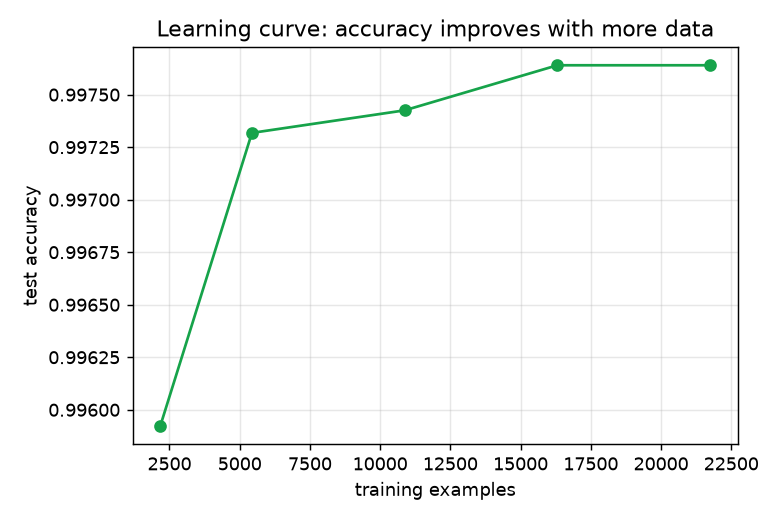 Learning curve: accuracy improves with more data
0.99750
0.99725
0.99700
0.99675
0.99650
0.99625
0.99600
test accuracy
2500 5000 7500 10000 12500 15000 17500 20000 22500
training examples